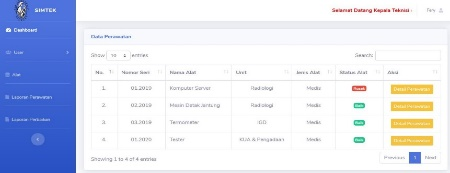 SIMTEK
Selamat Datang Kepala Teknisi -
Dashboard
User
Alat
Laporan Perawatan
Laporan Perbaikan
Data Perawatan
Show 10 entries
Search:
No. Nomor Seri Nama Alat Unit Jenis Alat Status Alat Aksi
1. 01.2019 Komputer Server Radiologi Medis Rusak Detail Perawatan
2. 02.2019 Mesin Detak Jantung Radiologi Medis Baik Detail Perawatan
3. 03.2019 Termometer IGD Medis Baik Detail Perawatan
4. 01.2020 Tester Medis Baik Detail Perawatan
Showing 1 to 4 of 4 entries
Previous 1 Next